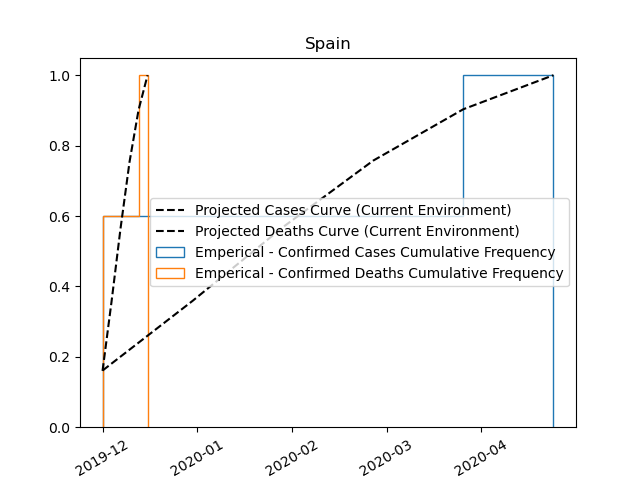 Spain
1.0
0.8
0.6
0.4
0.2
0.0
Projected Cases Curve (Current Environment)
Projected Deaths Curve (Current Environment)
Emperical - Confirmed Cases Cumulative Frequency
Emperical - Confirmed Deaths Cumulative Frequency
2019-12
2020-01
2020-02
2020-03
2020-04